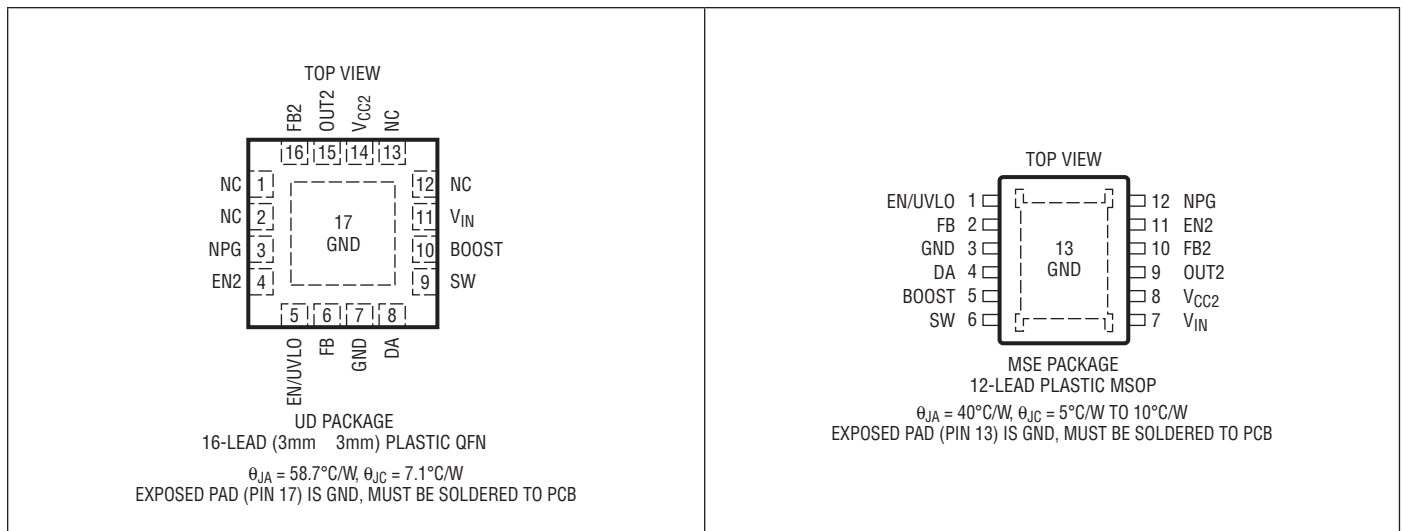 TOP VIEW
FB2 OUT2 VCC2 NC
16 15 14 13
NC 1 12 NC
NC 2 11 VIN
NPG 3 10 BOOST
EN2 4 9 SW
17
GND
5 6 7 8
EN/UVLO FB GND DA
UD PACKAGE
16-LEAD (3mm 3mm) PLASTIC QFN
θJA = 58.7°C/W, θJC = 7.1°C/W
EXPOSED PAD (PIN 17) IS GND, MUST BE SOLDERED TO PCB
TOP VIEW
EN/UVLO 1 12 NPG
FB 2 11 EN2
GND 3 10 FB2
DA 4 9 OUT2
BOOST 5 8 VCC2
SW 6 7 VIN
13
GND
MSE PACKAGE
12-LEAD PLASTIC MSOP
θJA = 40°C/W, θJC = 5°C/W TO 10°C/W
EXPOSED PAD (PIN 13) IS GND, MUST BE SOLDERED TO PCB